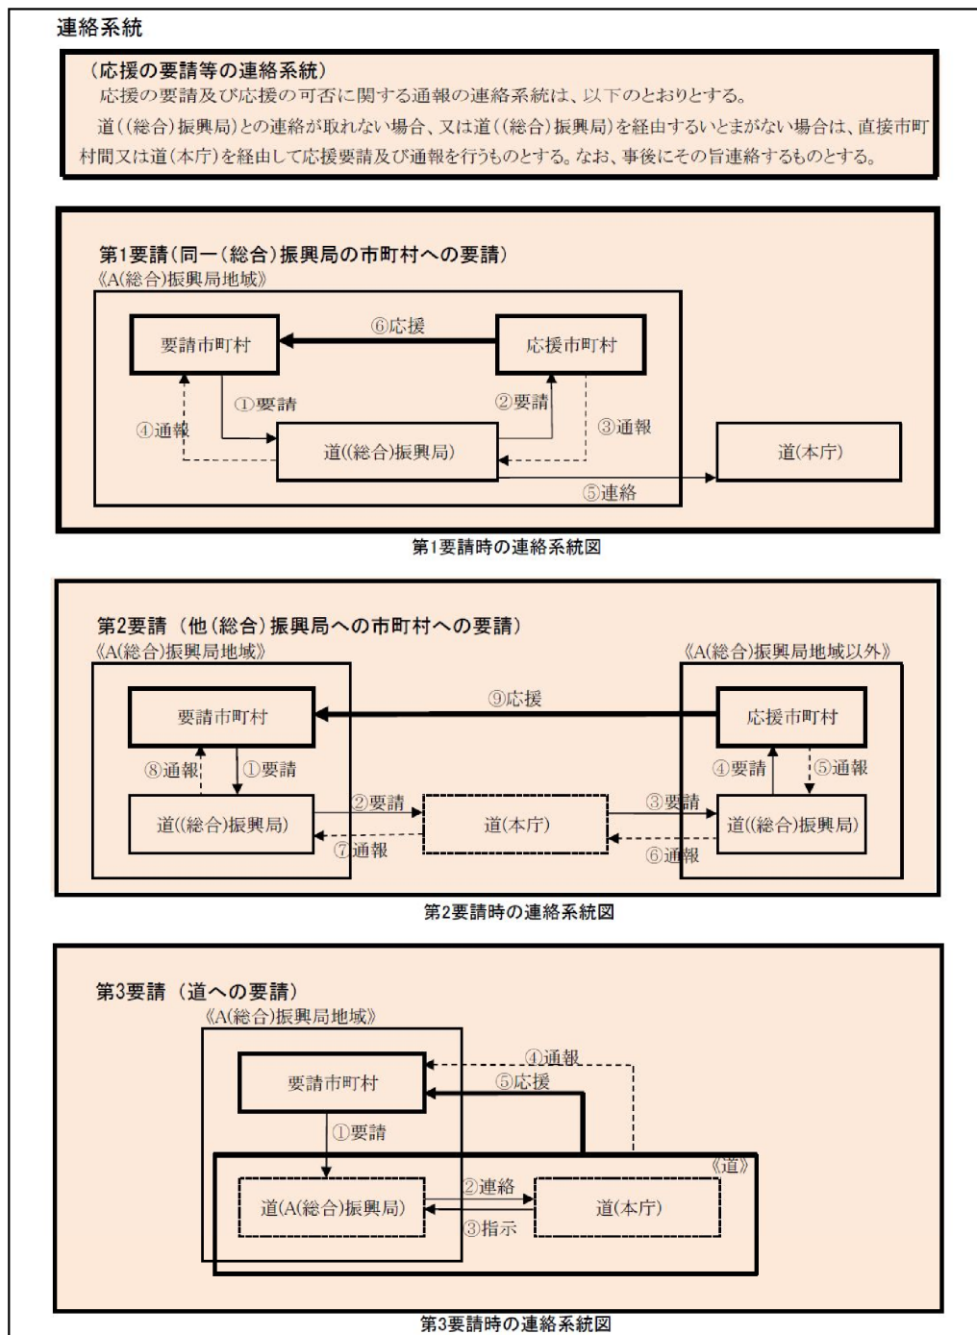 連絡系統
(応援の要請等の連絡系統)
応援の要請及び応援の可否に関する通報の連絡系統は、以下のとおりとする。
道((総合)振興局)との連絡が取れない場合、又は道((総合)振興局)を経由するいとまがない場合は、直接市町
村間又は道(本庁)を経由して応援要請及び通報を行うものとする。なお、事後にその旨連絡するものとする。
第1要請(同一(総合)振興局の市町村への要請)
《A(総合)振興局地域》
⑥応援
要請市町村
応援市町村
①要請
②要請
④通報
③通報
道((総合)振興局)
道(本庁)
⑤連絡
第1要請時の連絡系統図
第2要請 (他(総合)振興局への市町村への要請)
《A(総合)振興局地域》
《A(総合)振興局地域以外》
⑨応援
要請市町村
応援市町村
⑧通報
①要請
④要請
⑤通報
②要請
③要請
道((総合)振興局)
道(本庁)
道((総合)振興局)
⑦通報
⑥通報
第2要請時の連絡系統図
第3要請 (道への要請)
《A(総合)振興局地域》
④通報
要請市町村
⑤応援
①要請
《道》
②連絡
道(A(総合)振興局)
道(本庁)
③指示
第3要請時の連絡系統図